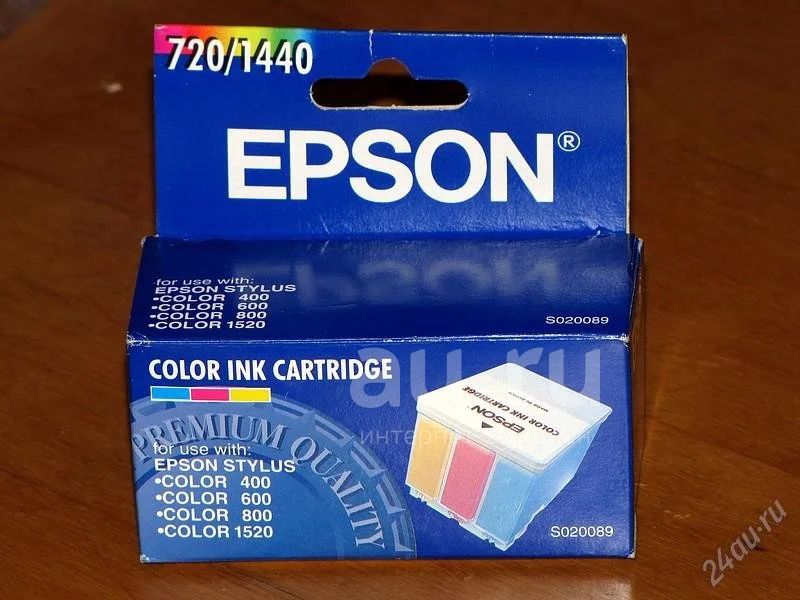 720/1440
EPSON®
for use with:
EPSON STYLUS
•COLOR 400
•COLOR 600
•COLOR 800
•COLOR 1520
S020089
COLOR INK CARTRIDGE
PREMIUM QUALITY
for use with:
EPSON STYLUS
•COLOR 400
•COLOR 600
•COLOR 800
•COLOR 1520
EPSON
COLOR INK CARTRIDGE
S020089
au.ru
24au.ru